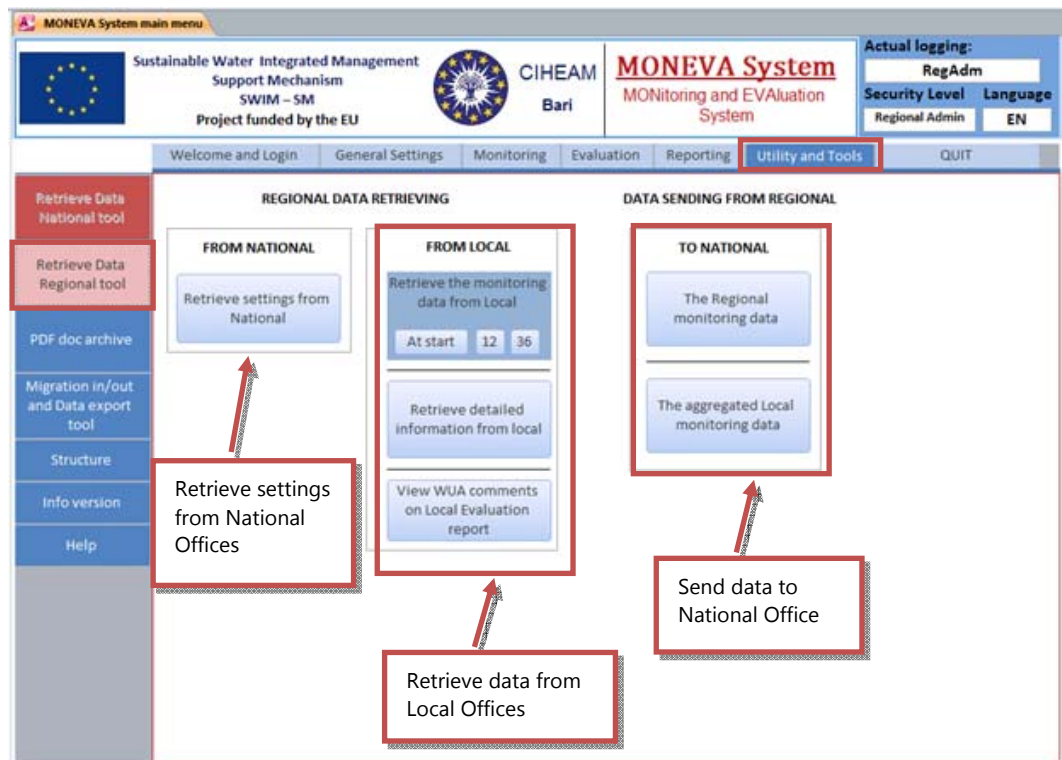 MONEVA System main menu
Sustainable Water Integrated Management
Support Mechanism
SWIM – SM
Project funded by the EU
CIHEAM
Bari
MONEVA System
MONitoring and EVAluation
System
Actual logging:
RegAdm
Security Level Language
Regional Admin EN
Welcome and Login General Settings Monitoring Evaluation Reporting Utility and Tools QUIT
Retrieve Data
National tool
Retrieve Data
Regional tool
PDF doc archive
Migration in/out
and Data export
tool
Structure
Info version
Help
REGIONAL DATA RETRIEVING
FROM NATIONAL
Retrieve settings from
National
FROM LOCAL
Retrieve the monitoring
data from Local
At start 12 36
Retrieve detailed
information from local
View WUA comments
on Local Evaluation
report
DATA SENDING FROM REGIONAL
TO NATIONAL
The Regional
monitoring data
The aggregated Local
monitoring data
Retrieve settings
from National
Offices
Retrieve data from
Local Offices
Send data to
National Office